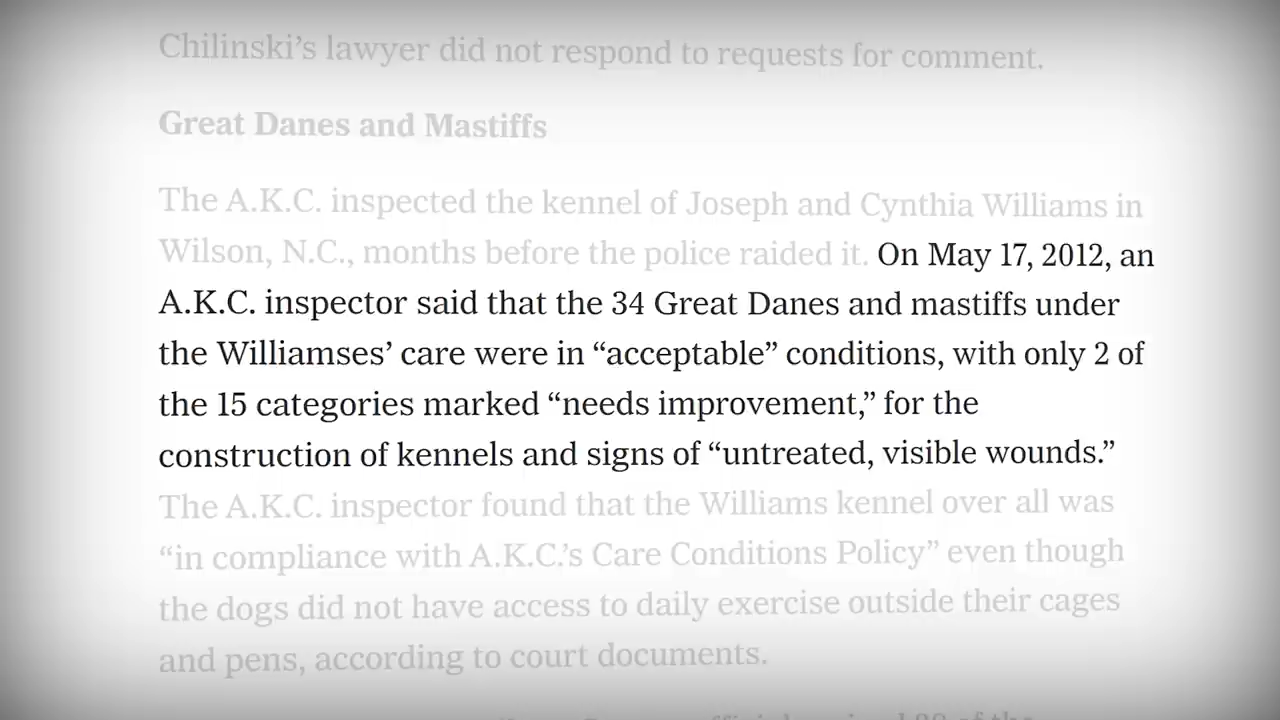 Chilinski’s lawyer did not respond to requests for comment.
Great Danes and Mastiffs
The A.K.C. inspected the kennel of Joseph and Cynthia Williams in
Wilson, N.C., months before the police raided it. On May 17, 2012, an
A.K.C. inspector said that the 34 Great Danes and mastiffs under
the Williamses’ care were in “acceptable” conditions, with only 2 of
the 15 categories marked “needs improvement,” for the
construction of kennels and signs of “untreated, visible wounds.”
The A.K.C. inspector found that the Williams kennel over all was
“in compliance with A.K.C.’s Care Conditions Policy” even though
the dogs did not have access to daily exercise outside their cages
and pens, according to court documents.